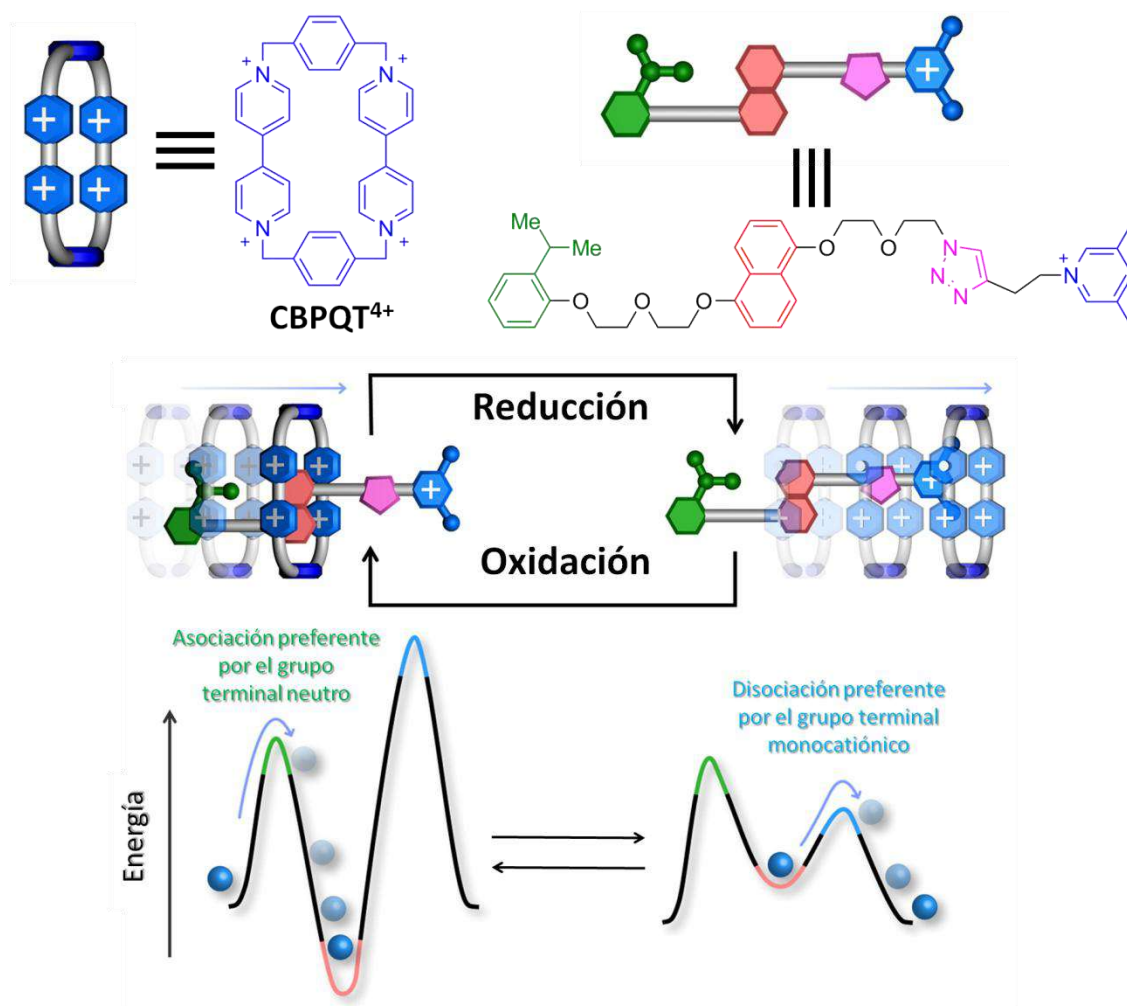 CBPQT4+
Me
Me
O
O
O
O
O
O
N
N
N
N
+
Reducción
Oxidación
Asociación preferente
por el grupo
terminal neutro
Disociación preferente
por el grupo terminal
monocatiónico
Energía